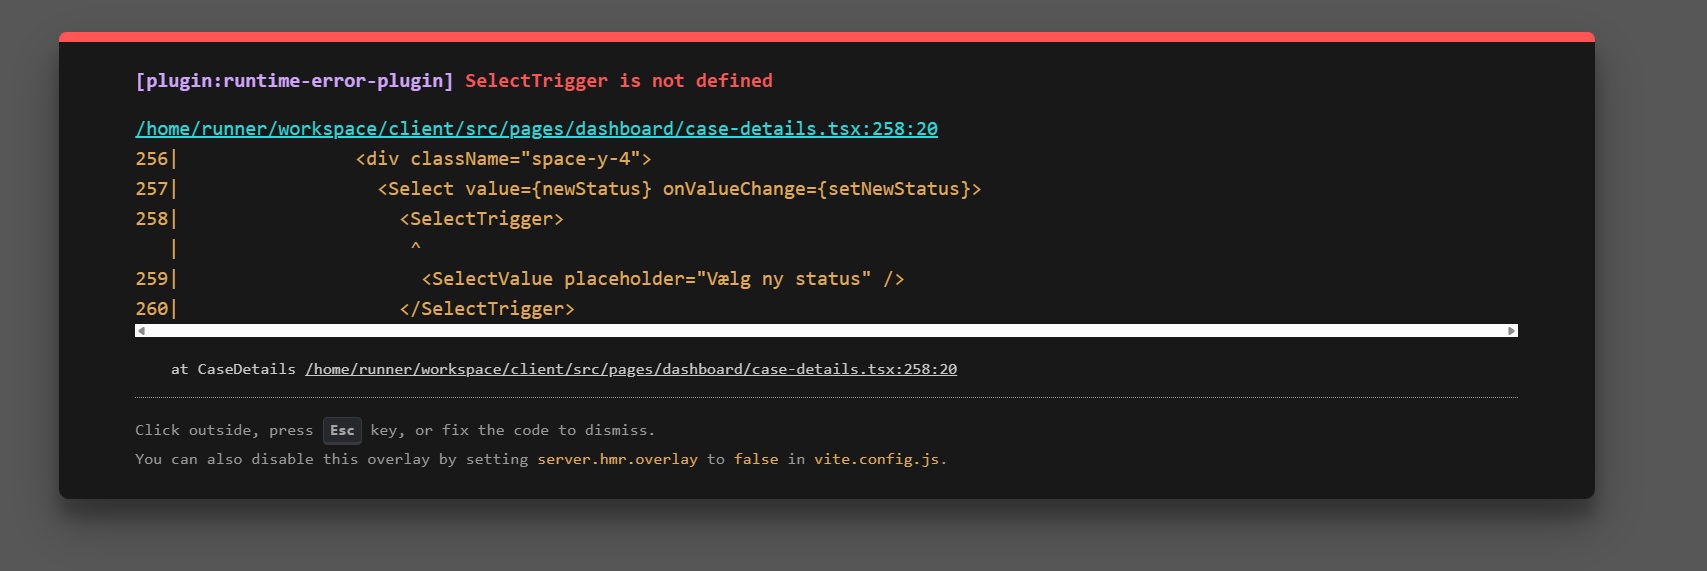 [plugin:runtime-error-plugin] SelectTrigger is not defined
/home/runner/workspace/client/src/pages/dashboard/case-details.tsx:258:20
256|                <div className="space-y-4">
257|                  <Select value={newStatus} onValueChange={setNewStatus}>
258|                    <SelectTrigger>
   |                     ^
259|                      <SelectValue placeholder="Vælg ny status" />
260|                    </SelectTrigger>
at CaseDetails /home/runner/workspace/client/src/pages/dashboard/case-details.tsx:258:20
Click outside, press Esc key, or fix the code to dismiss.
You can also disable this overlay by setting server.hmr.overlay to false in vite.config.js.